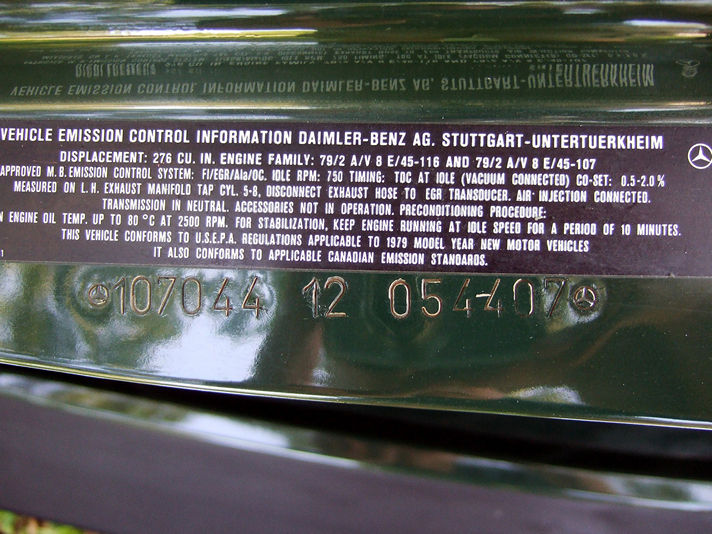 VEHICLE EMISSION CONTROL INFORMATION DAIMLER-BENZ AG. STUTTGART-UNTERTUERKHEIM
DISPLACEMENT: 276 CU. IN. ENGINE FAMILY: 79/2 A/V 8 E/45-116 AND 79/2 A/V 8 E/45-107
APPROVED M.B. EMISSION CONTROL SYSTEM: FI/EGR/AIo/OC. IDLE RPM: 750 TIMING: TDC AT IDLE (VACUUM CONNECTED) CO-SET: 0.5-2.0 %
MEASURED ON L.H. EXHAUST MANIFOLD TAP CYL. 5-8, DISCONNECT EXHAUST HOSE TO EGR TRANSDUCER. AIR INJECTION CONNECTED.
TRANSMISSION IN NEUTRAL. ACCESSORIES NOT IN OPERATION. PRECONDITIONING PROCEDURE:
ENGINE OIL TEMP. UP TO 80 °C AT 2500 RPM. FOR STABILIZATION, KEEP ENGINE RUNNING AT IDLE SPEED FOR A PERIOD OF 10 MINUTES.
THIS VEHICLE CONFORMS TO U.S.E.P.A. REGULATIONS APPLICABLE TO 1979 MODEL YEAR NEW MOTOR VEHICLES
IT ALSO CONFORMS TO APPLICABLE CANADIAN EMISSION STANDARDS.
107044 12 054407